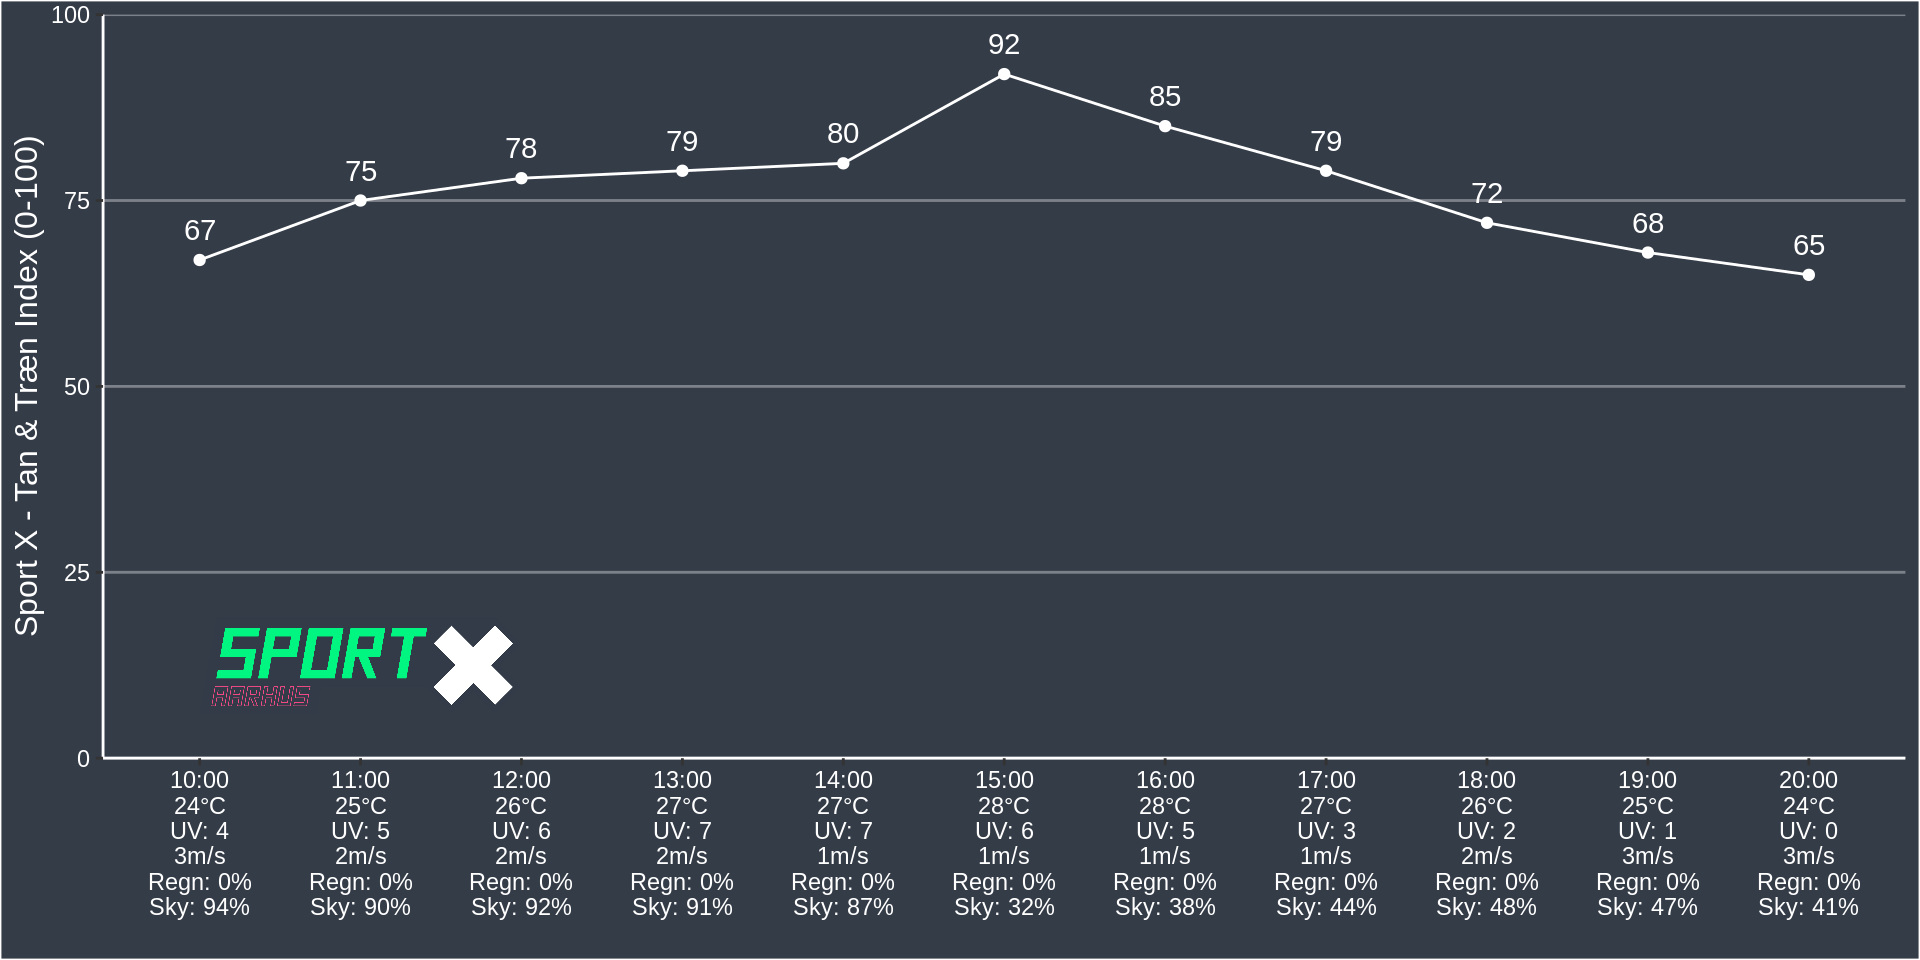 Sport X - Tan & Træn Index (0-100)
100
75
50
25
0
67
75
78
79
80
92
85
79
72
68
65
SPORT X
AARHUS
10:00 11:00 12:00 13:00 14:00 15:00 16:00 17:00 18:00 19:00 20:00
24°C 25°C 26°C 27°C 27°C 28°C 28°C 27°C 26°C 25°C 24°C
UV: 4 UV: 5 UV: 6 UV: 7 UV: 7 UV: 6 UV: 5 UV: 3 UV: 2 UV: 1 UV: 0
3m/s 2m/s 2m/s 2m/s 1m/s 1m/s 1m/s 1m/s 2m/s 3m/s 3m/s
Regn: 0% Regn: 0% Regn: 0% Regn: 0% Regn: 0% Regn: 0% Regn: 0% Regn: 0% Regn: 0% Regn: 0% Regn: 0%
Sky: 94% Sky: 90% Sky: 92% Sky: 91% Sky: 87% Sky: 32% Sky: 38% Sky: 44% Sky: 48% Sky: 47% Sky: 41%